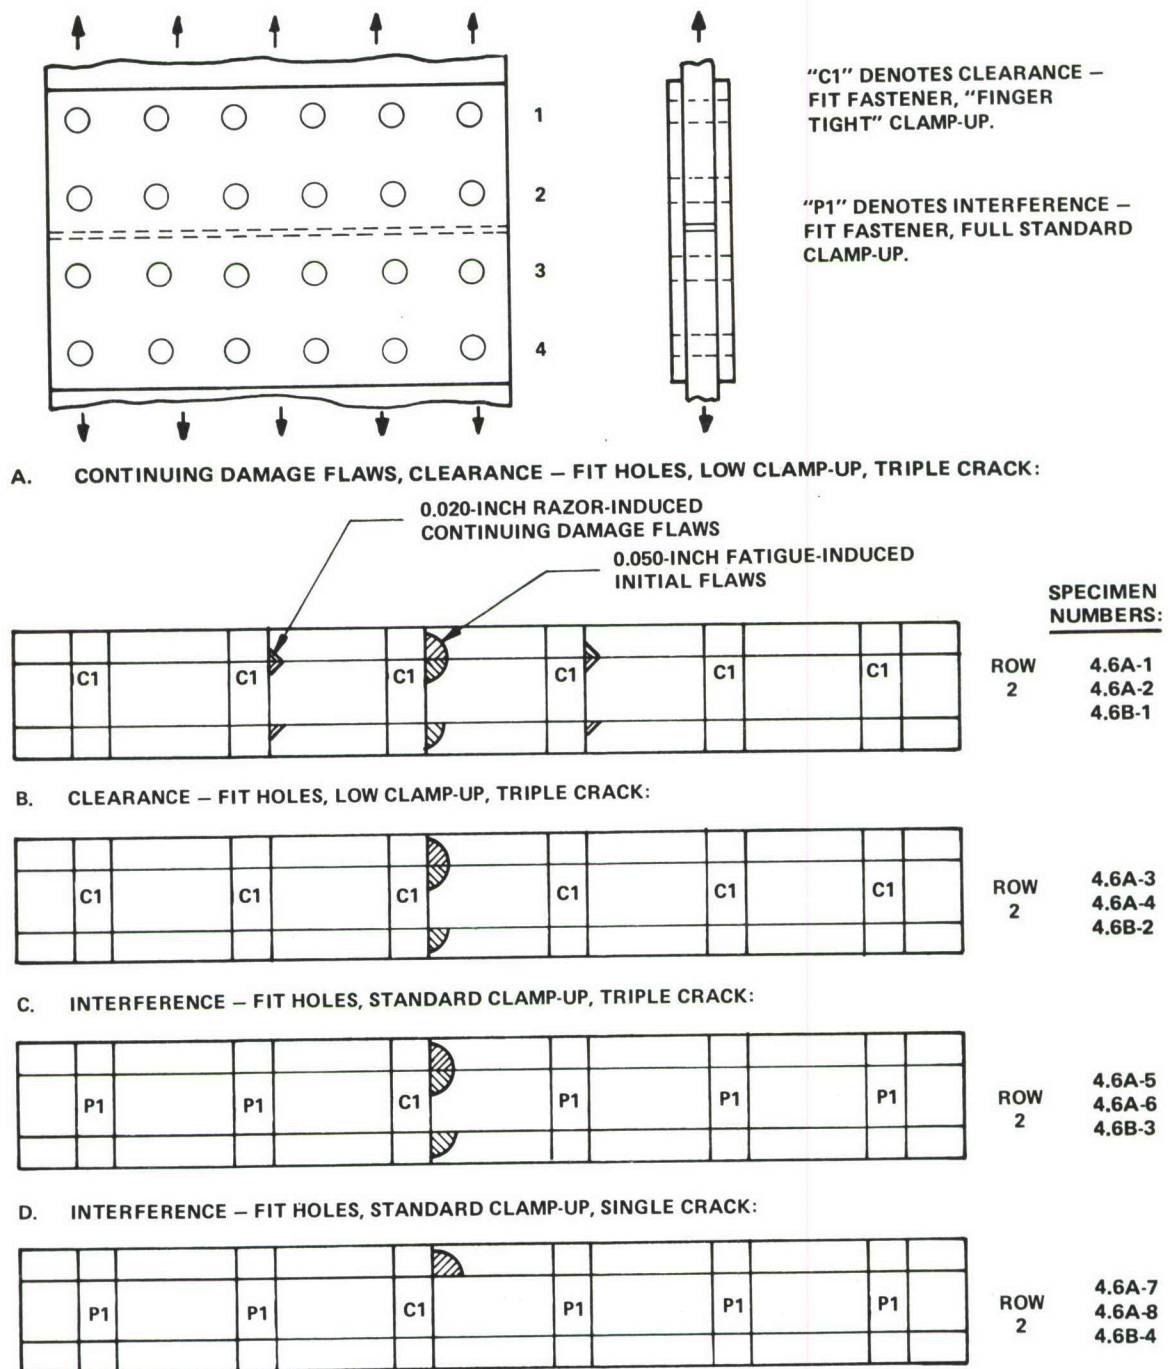 1
2
3
4
"C1" DENOTES CLEARANCE –
FIT FASTENER, "FINGER
TIGHT" CLAMP-UP.
"P1" DENOTES INTERFERENCE –
FIT FASTENER, FULL STANDARD
CLAMP-UP.
A. CONTINUING DAMAGE FLAWS, CLEARANCE – FIT HOLES, LOW CLAMP-UP, TRIPLE CRACK:
0.020-INCH RAZOR-INDUCED
CONTINUING DAMAGE FLAWS
0.050-INCH FATIGUE-INDUCED
INITIAL FLAWS
SPECIMEN
NUMBERS:
C1 C1 C1 C1 C1 C1
ROW
2
4.6A-1
4.6A-2
4.6B-1
B. CLEARANCE – FIT HOLES, LOW CLAMP-UP, TRIPLE CRACK:
C1 C1 C1 C1 C1 C1
ROW
2
4.6A-3
4.6A-4
4.6B-2
C. INTERFERENCE – FIT HOLES, STANDARD CLAMP-UP, TRIPLE CRACK:
P1 P1 C1 P1 P1 P1
ROW
2
4.6A-5
4.6A-6
4.6B-3
D. INTERFERENCE – FIT HOLES, STANDARD CLAMP-UP, SINGLE CRACK:
P1 P1 C1 P1 P1 P1
ROW
2
4.6A-7
4.6A-8
4.6B-4